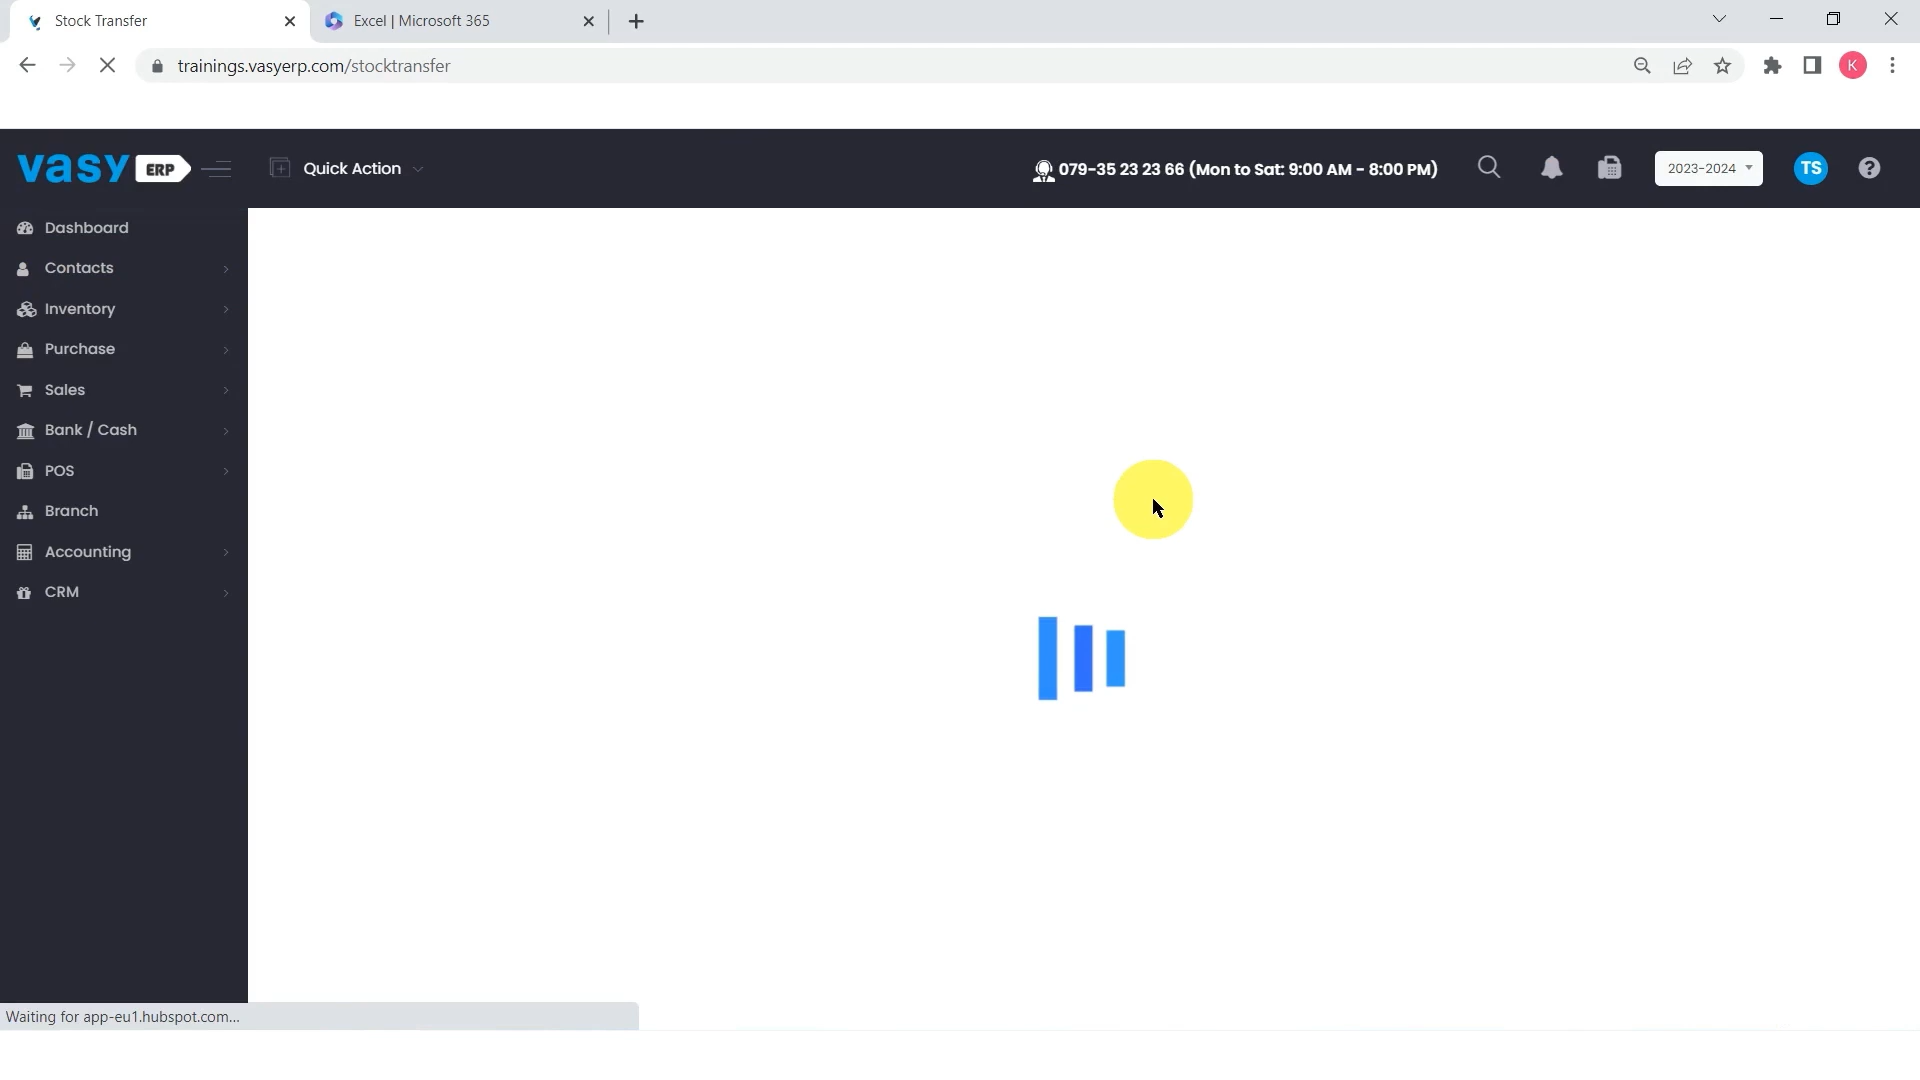 Stock Transfer
Excel | Microsoft 365
trainings.vasyerp.com/stocktransfer
K
vasy ERP
Quick Action
079-35 23 23 66 (Mon to Sat: 9:00 AM - 8:00 PM)
2023-2024
TS
Dashboard
Contacts
Inventory
Purchase
Sales
Bank / Cash
POS
Branch
Accounting
CRM
Waiting for app-eu1.hubspot.com...